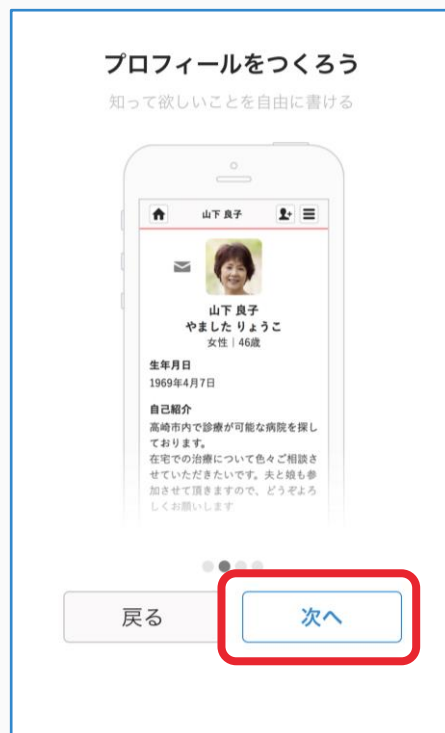 プロフィールをつくろう
知って欲しいことを自由に書ける
山下 良子
山下 良子
やました りょうこ
女性｜46歳
生年月日
1969年4月7日
自己紹介
高崎市内で診療が可能な病院を探し
ております。
在宅での治療について色々ご相談さ
せていただきたいです。夫と娘も参
加させて頂きますので、どうぞよろ
しくお願いします
戻る
次へ